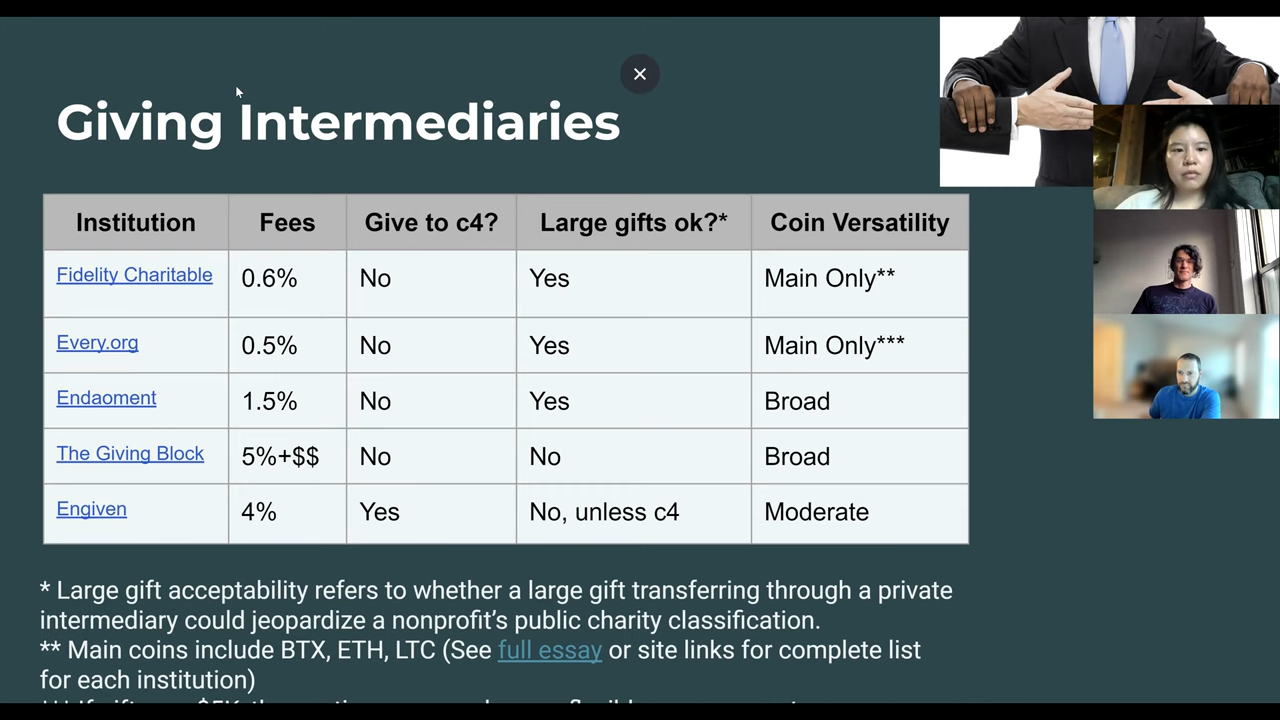 Giving Intermediaries
Institution Fees Give to c4? Large gifts ok?* Coin Versatility
Fidelity Charitable 0.6% No Yes Main Only**
Every.org 0.5% No Yes Main Only***
Endaoment 1.5% No Yes Broad
The Giving Block 5%+$$ No No Broad
Engiven 4% Yes No, unless c4 Moderate
* Large gift acceptability refers to whether a large gift transferring through a private
intermediary could jeopardize a nonprofit's public charity classification.
** Main coins include BTX, ETH, LTC (See full essay or site links for complete list
for each institution)